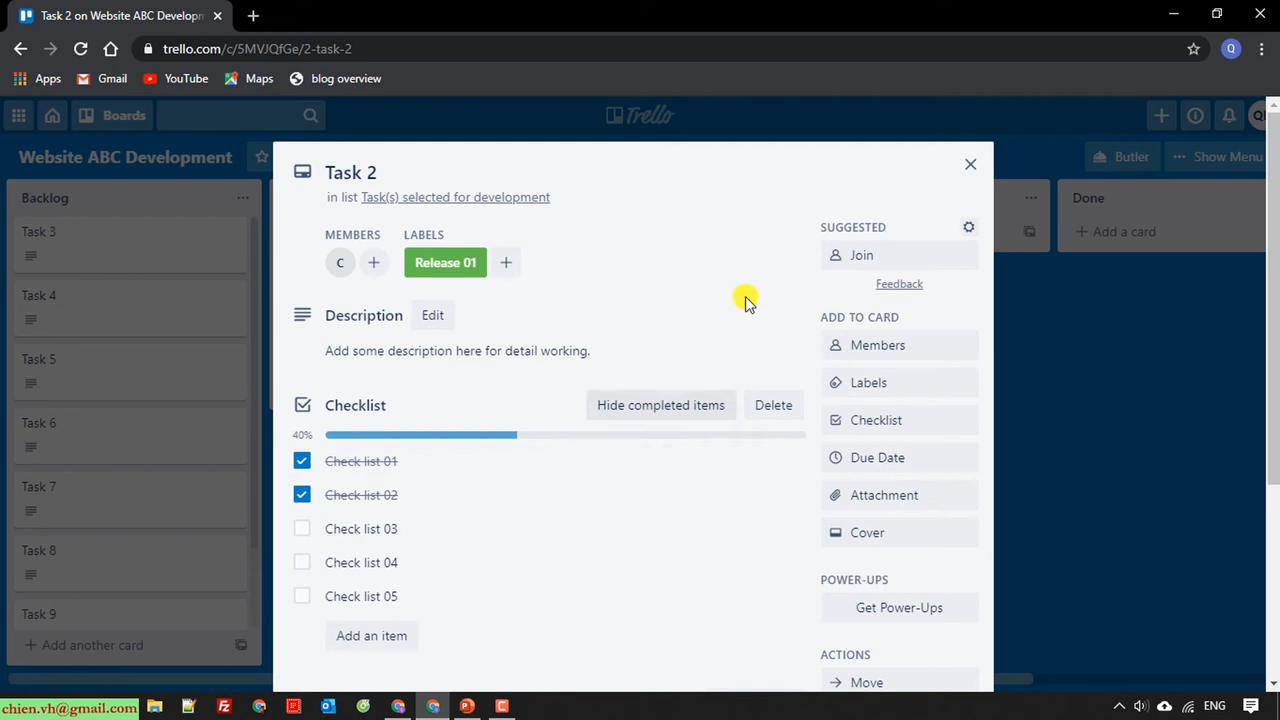 Task 2 on Website ABC Developm
trello.com/c/5MVJQfGe/2-task-2
Q
Apps
Gmail
YouTube
Maps
blog overview
Boards
Trello
Website ABC Development
Butler
Show Menu
Backlog
Task 3
Task 4
Task 5
Task 6
Task 7
Task 8
Task 9
Add another card
Task 2
in list Task(s) selected for development
MEMBERS
LABELS
C
Release 01
Description
Edit
Add some description here for detail working.
Checklist
Hide completed items
Delete
40%
Check list 01
Check list 02
Check list 03
Check list 04
Check list 05
Add an item
SUGGESTED
Join
Feedback
ADD TO CARD
Members
Labels
Checklist
Due Date
Attachment
Cover
POWER-UPS
Get Power-Ups
ACTIONS
Move
Done
Add a card
chien.vh@gmail.com
ENG